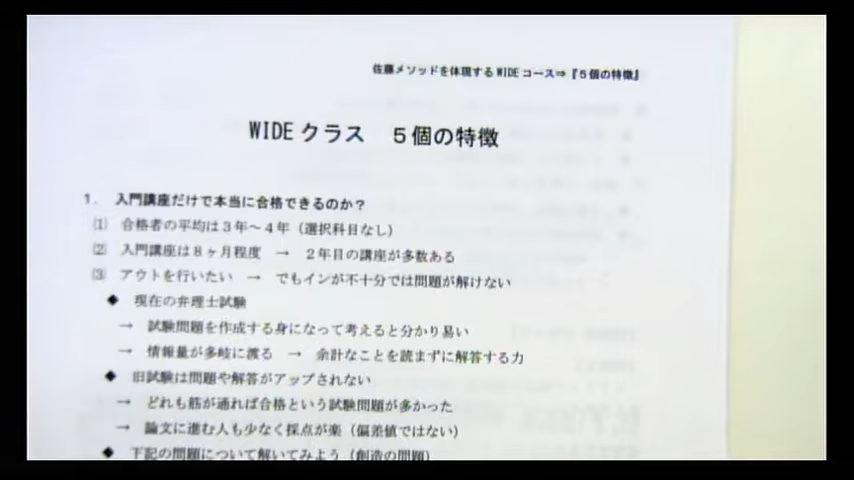 佐藤メソッドを体現するWIDEコース⇒『5個の特徴』
WIDEクラス 5個の特徴
1. 入門講座だけで本当に合格できるのか?
(1) 合格者の平均は3年~4年(選択科目なし)
(2) 入門講座は8ヶ月程度 → 2年目の講座が多数ある
(3) アウトを行いたい → でもインが不十分では問題が解けない
◆ 現在の弁理士試験
→ 試験問題を作成する身になって考えると分かり易い
→ 情報量が多岐に渡る → 余計なことを読まずに解答する力
◆ 旧試験は問題や解答がアップされない
→ どれも筋が通れば合格という試験問題が多かった
→ 論文に進む人も少なく採点が楽(偏差値ではない)
◆ 下記の問題について解いてみよう(創造の問題)